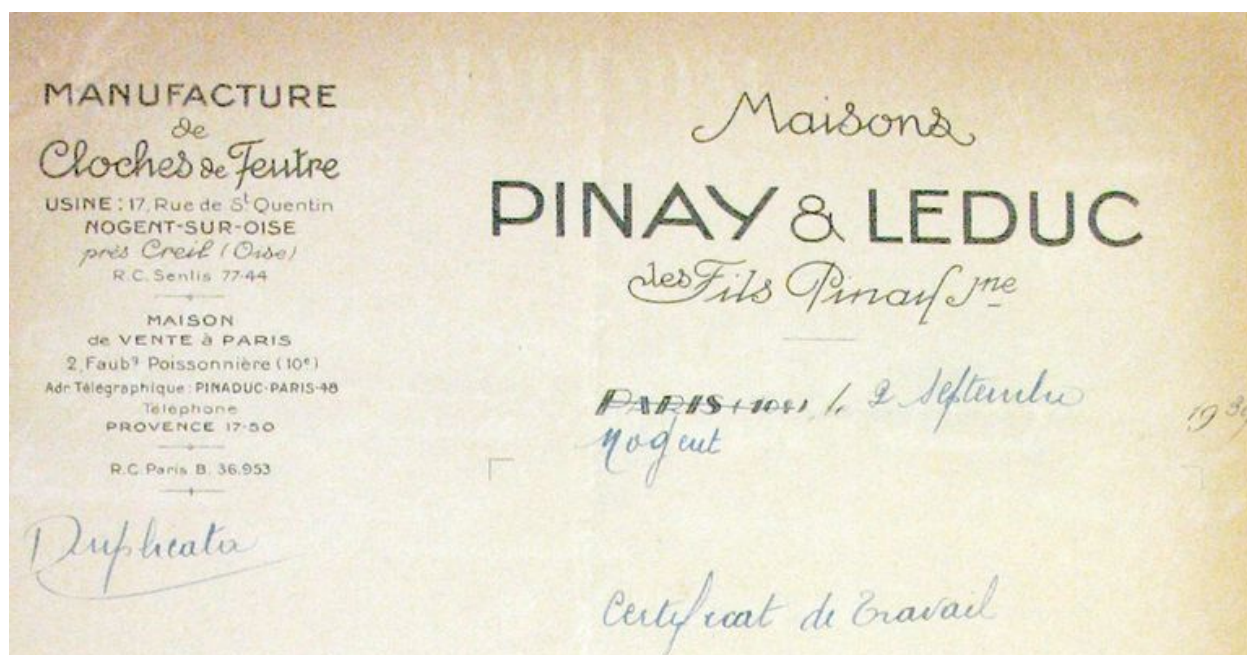 MANUFACTURE
de
Cloches de Feutre
USINE : 17, Rue de St Quentin
NOGENT-SUR-OISE
près Creil (Oise)
R.C. Senlis 77-44
MAISON
de VENTE à PARIS
2, Faubg Poissonnière (10e)
Adr. Télégraphique : PINADUC-PARIS-48
Téléphone
PROVENCE 17-50
R.C. Paris B. 36.953
Duplicata
Maisons
PINAY & LEDUC
les Fils Pinay Jne
PARIS (10e), le 2 Septembre 1939
Nogent
Certificat de Travail